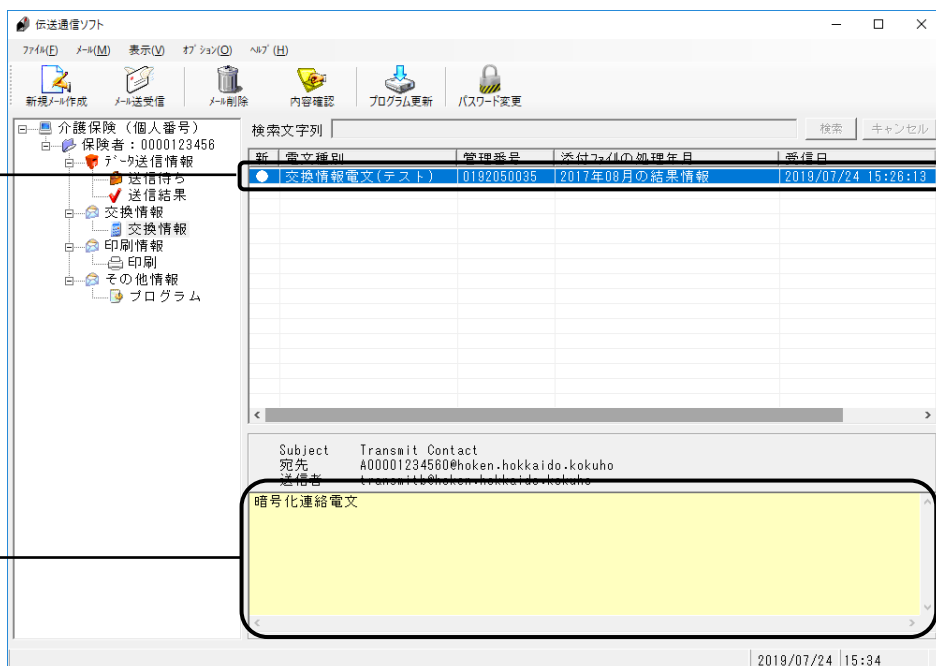 伝送通信ソフト
ファイル(F) メール(M) 表示(V) オプション(O) ヘルプ(H)
新規メール作成 メール送受信 メール削除 内容確認 プログラム更新 パスワード変更
介護保険（個人番号）
保険者：0000123456
データ送信情報
送信待ち
送信結果
交換情報
交換情報
印刷情報
印刷
その他情報
プログラム
検索文字列 検索 キャンセル
新 電文種別 管理番号 添付ファイルの処理年月 受信日
● 交換情報電文(テスト) 0192050035 2017年08月の結果情報 2019/07/24 15:26:13
Subject Transmit Contact
宛先 A00001234560@hoken.hokkaido.kokuho
送信者 transmitb@hoken.hokkaido.kokuho
暗号化連絡電文
2019/07/24 15:34